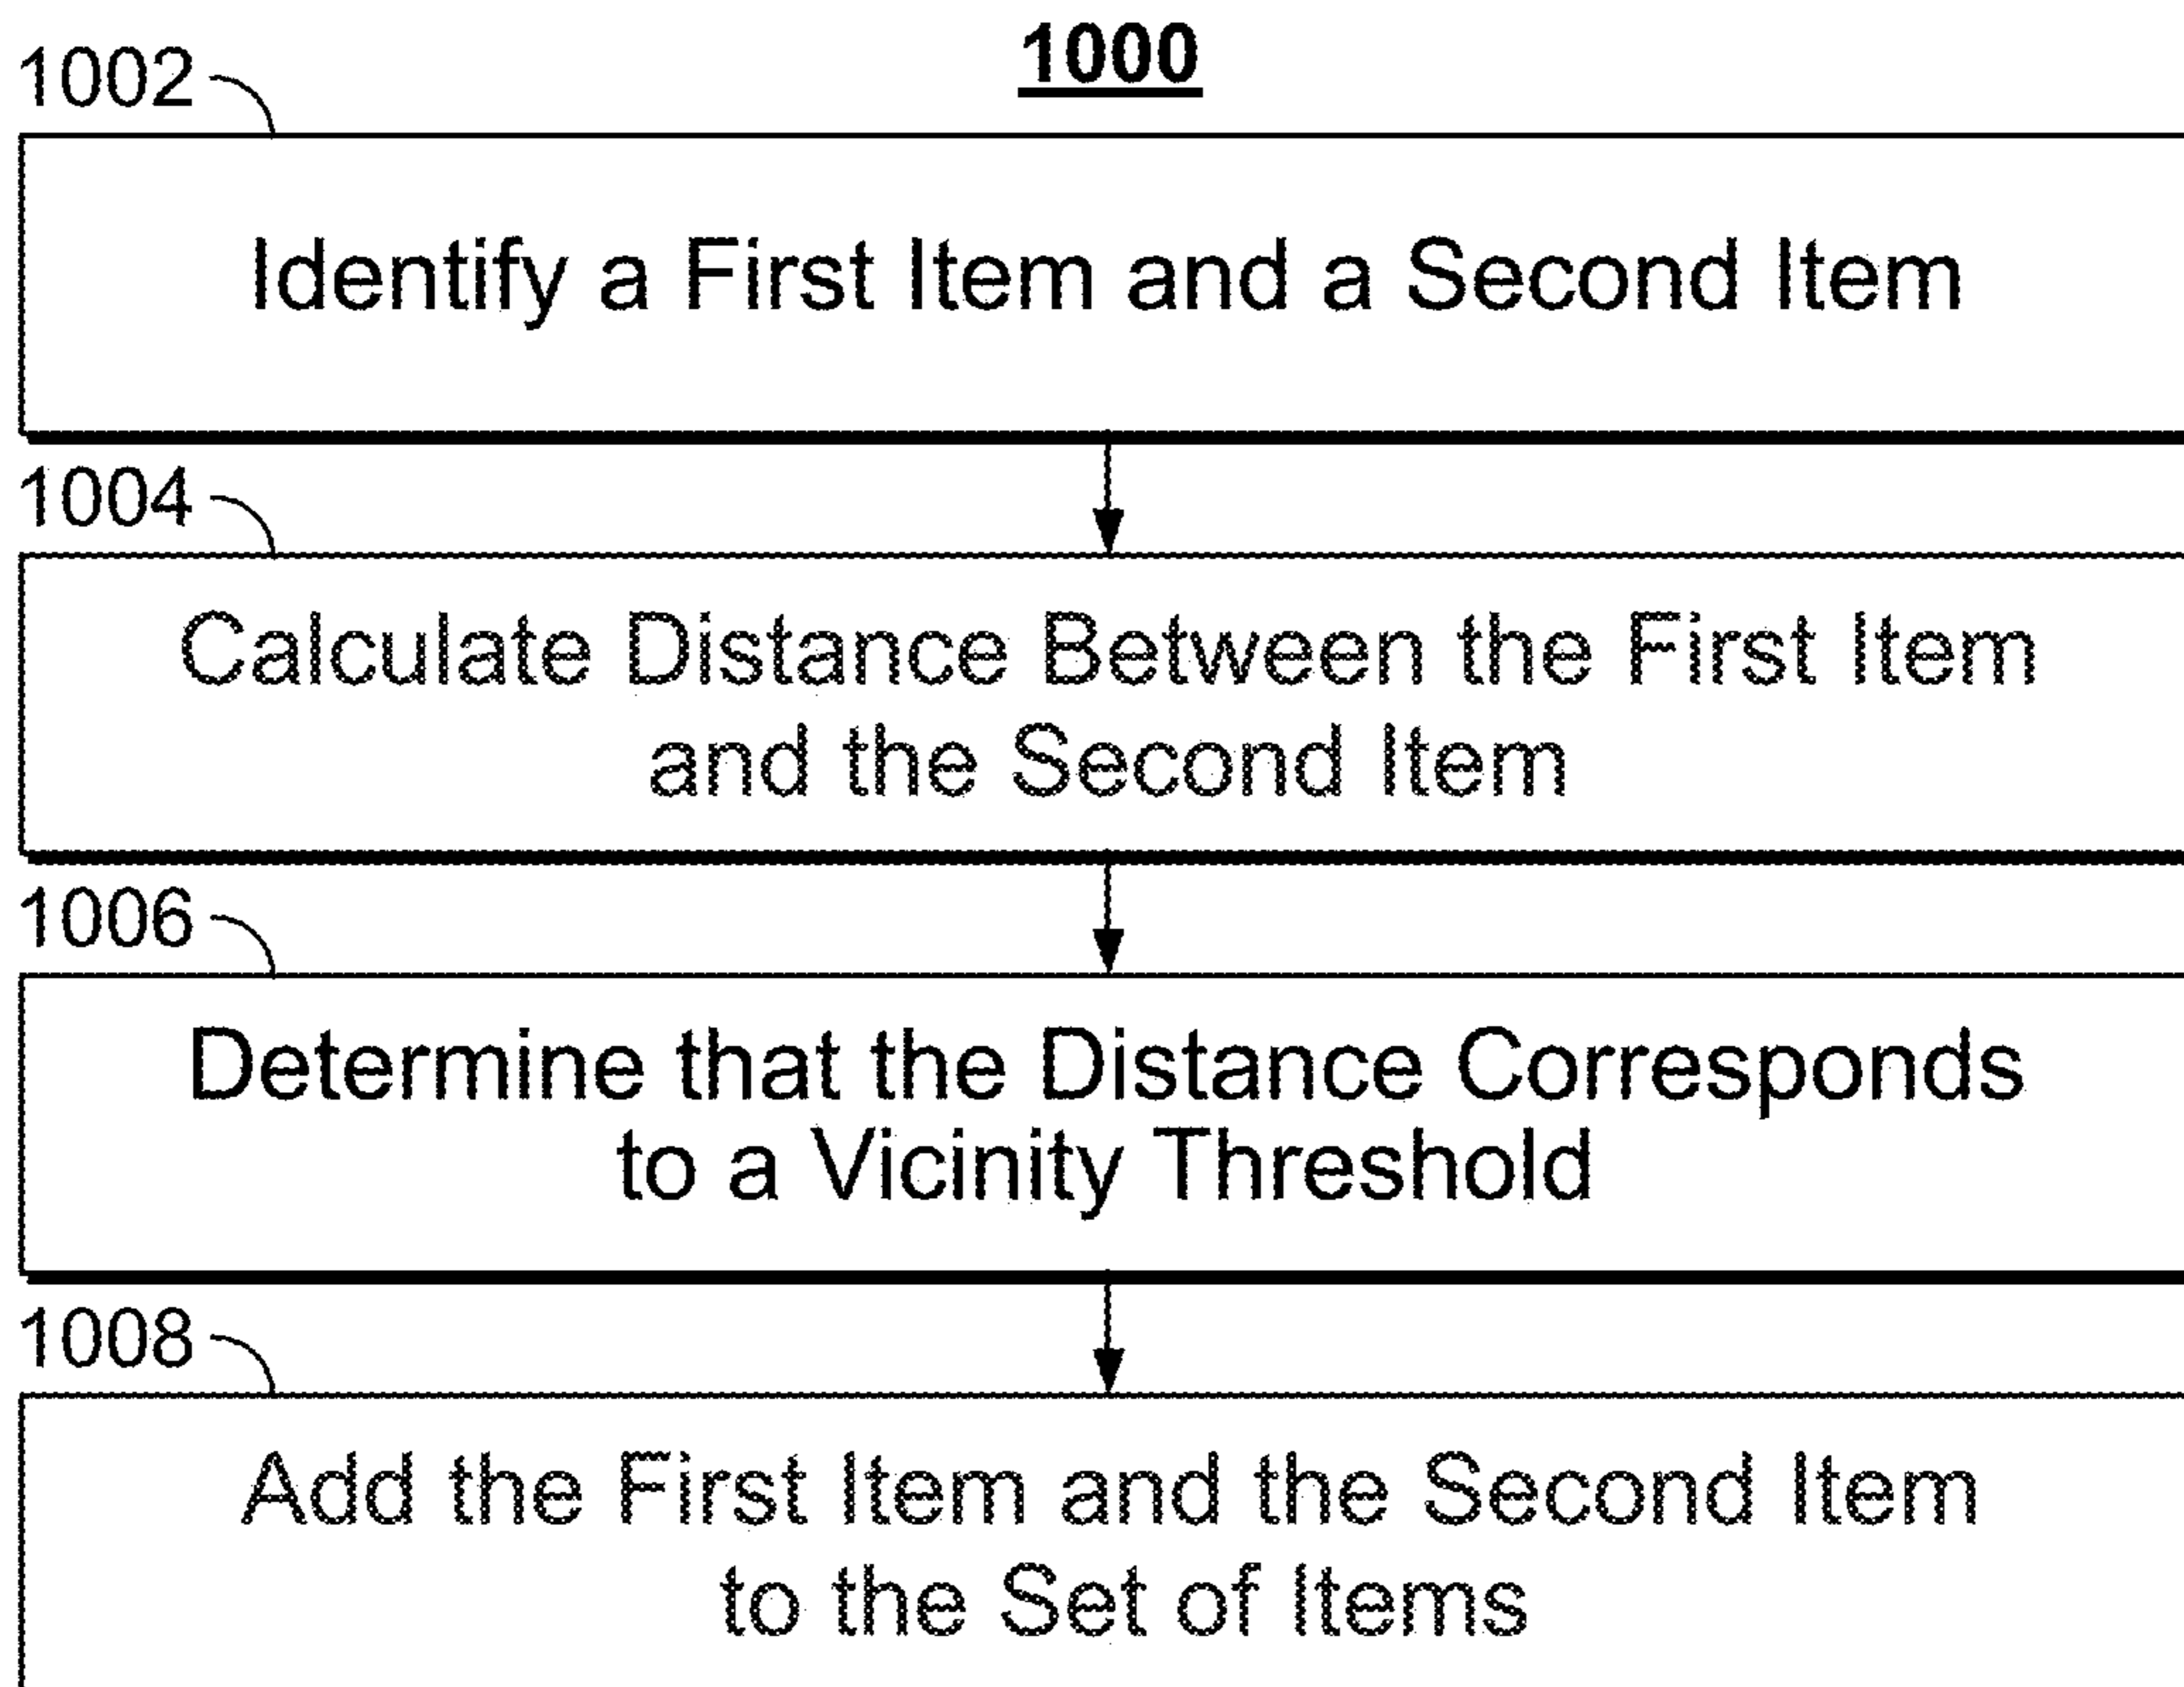 1000
1002
Identify a First Item and a Second Item
1004
Calculate Distance Between the First Item
and the Second Item
1006
Determine that the Distance Corresponds
to a Vicinity Threshold
1008
Add the First Item and the Second Item
to the Set of Items